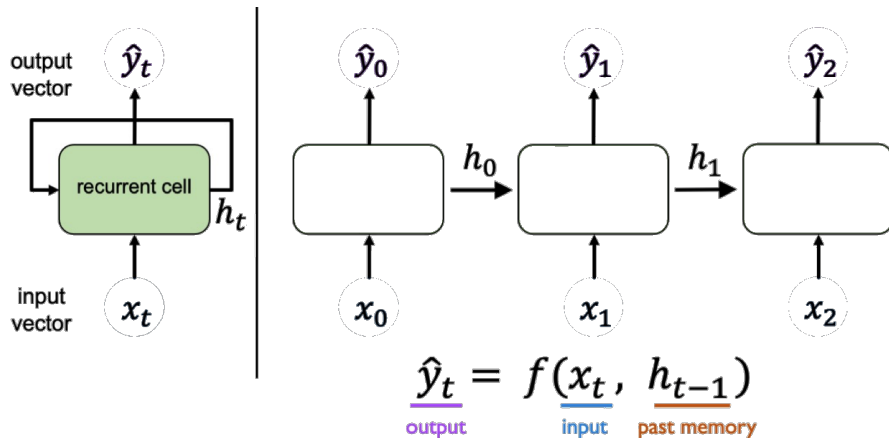 output
vector
ŷₜ
recurrent cell
hₜ
input
vector
xₜ
ŷ₀ ŷ₁ ŷ₂
h₀ h₁
x₀ x₁ x₂
ŷₜ = f(xₜ, hₜ₋₁)
output input past memory